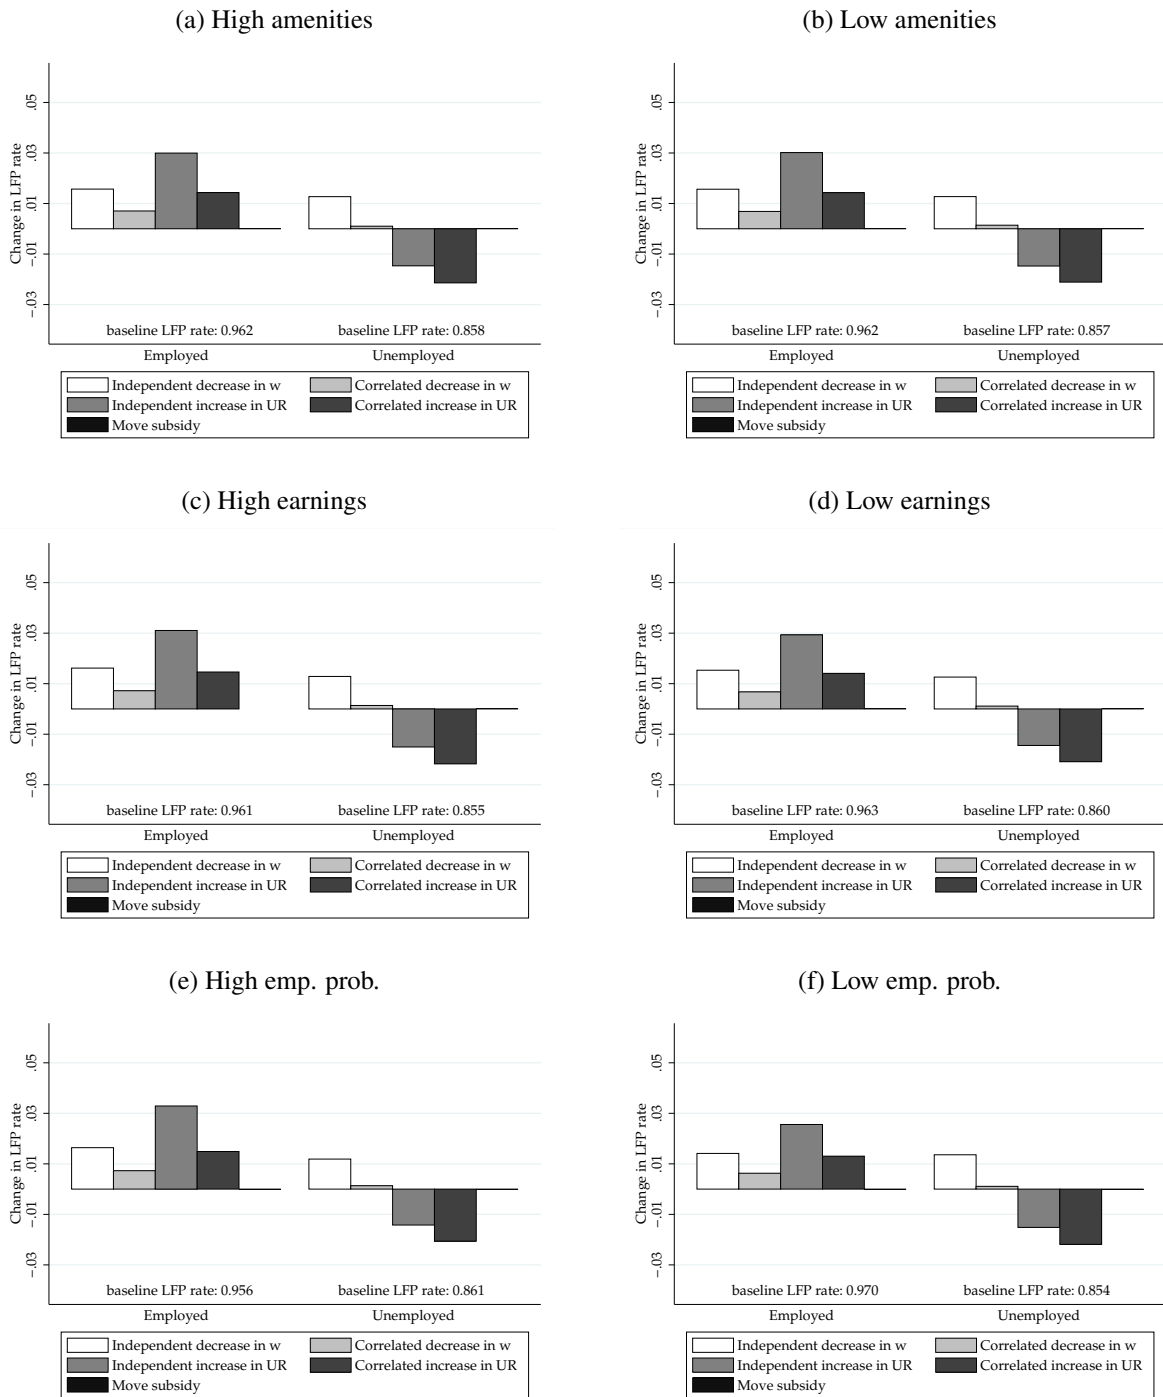 (a) High amenities
Change in LFP rate
.05
.03
.01
-.01
-.03
baseline LFP rate: 0.962
baseline LFP rate: 0.858
Employed
Unemployed
Independent decrease in w
Correlated decrease in w
Independent increase in UR
Correlated increase in UR
Move subsidy
(b) Low amenities
Change in LFP rate
.05
.03
.01
-.01
-.03
baseline LFP rate: 0.962
baseline LFP rate: 0.857
Employed
Unemployed
Independent decrease in w
Correlated decrease in w
Independent increase in UR
Correlated increase in UR
Move subsidy
(c) High earnings
Change in LFP rate
.05
.03
.01
-.01
-.03
baseline LFP rate: 0.961
baseline LFP rate: 0.855
Employed
Unemployed
Independent decrease in w
Correlated decrease in w
Independent increase in UR
Correlated increase in UR
Move subsidy
(d) Low earnings
Change in LFP rate
.05
.03
.01
-.01
-.03
baseline LFP rate: 0.963
baseline LFP rate: 0.860
Employed
Unemployed
Independent decrease in w
Correlated decrease in w
Independent increase in UR
Correlated increase in UR
Move subsidy
(e) High emp. prob.
Change in LFP rate
.05
.03
.01
-.01
-.03
baseline LFP rate: 0.956
baseline LFP rate: 0.861
Employed
Unemployed
Independent decrease in w
Correlated decrease in w
Independent increase in UR
Correlated increase in UR
Move subsidy
(f) Low emp. prob.
Change in LFP rate
.05
.03
.01
-.01
-.03
baseline LFP rate: 0.970
baseline LFP rate: 0.854
Employed
Unemployed
Independent decrease in w
Correlated decrease in w
Independent increase in UR
Correlated increase in UR
Move subsidy